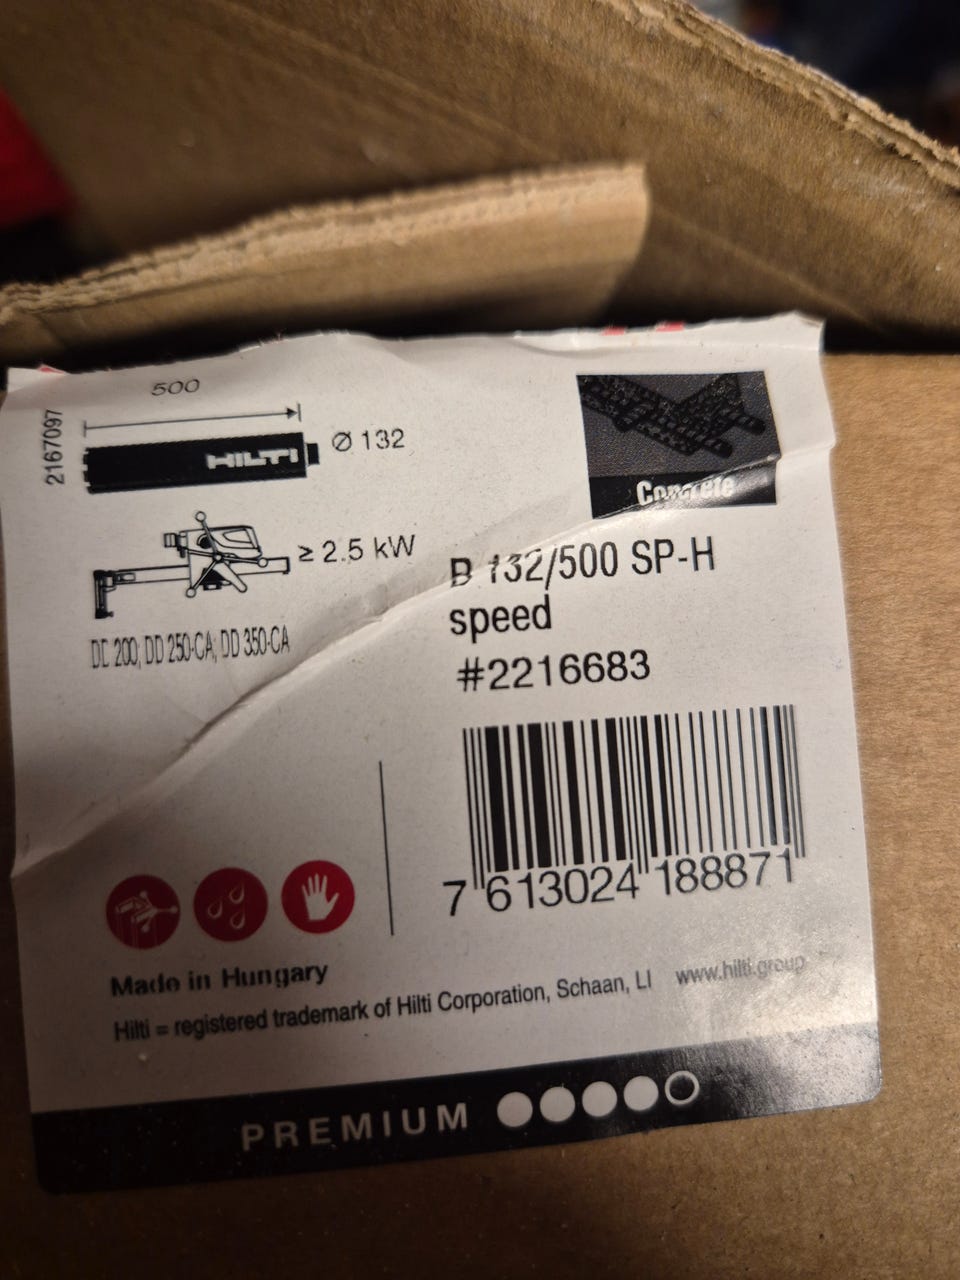 500
2167097
HILTI
Ø 132
Concrete
≥ 2.5 kW
B 132/500 SP-H
speed
#2216683
DD 200; DD 250-CA; DD 350-CA
7 613024 188871
Made in Hungary
Hilti = registered trademark of Hilti Corporation, Schaan, LI www.hilti.group
PREMIUM